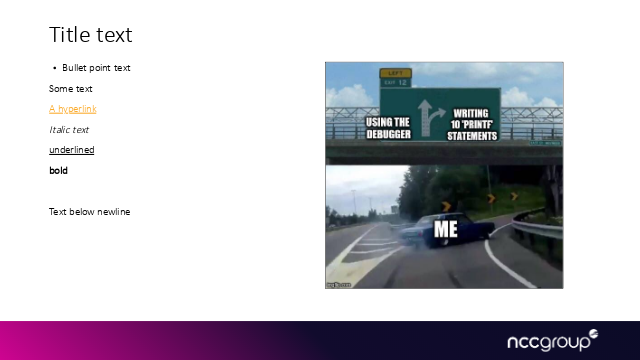 Title text
• Bullet point text
Some text
A hyperlink
Italic text
underlined
bold
Text below newline
LEFT
EXIT 12
USING THE
DEBUGGER
WRITING
10 'PRINTF'
STATEMENTS
ME
imgflip.com
nccgroup